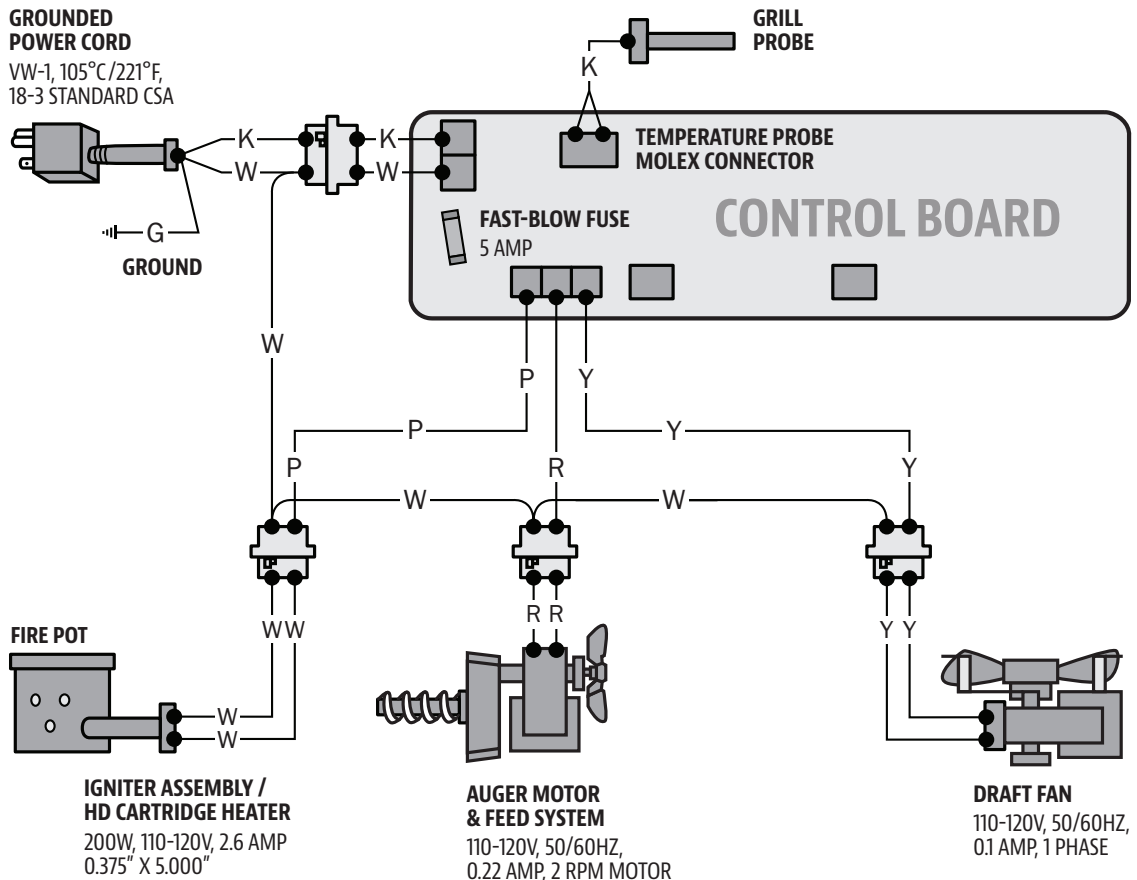 GROUNDED
POWER CORD
VW-1, 105°C/221°F,
18-3 STANDARD CSA
GRILL
PROBE
K
TEMPERATURE PROBE
MOLEX CONNECTOR
K
K
W
W
CONTROL BOARD
FAST-BLOW FUSE
5 AMP
G
GROUND
W
P
Y
P
Y
P
R
Y
W
W
R R
W W
Y Y
FIRE POT
W
W
IGNITER ASSEMBLY /
HD CARTRIDGE HEATER
200W, 110-120V, 2.6 AMP
0.375" X 5.000"
AUGER MOTOR
& FEED SYSTEM
110-120V, 50/60HZ,
0.22 AMP, 2 RPM MOTOR
DRAFT FAN
110-120V, 50/60HZ,
0.1 AMP, 1 PHASE